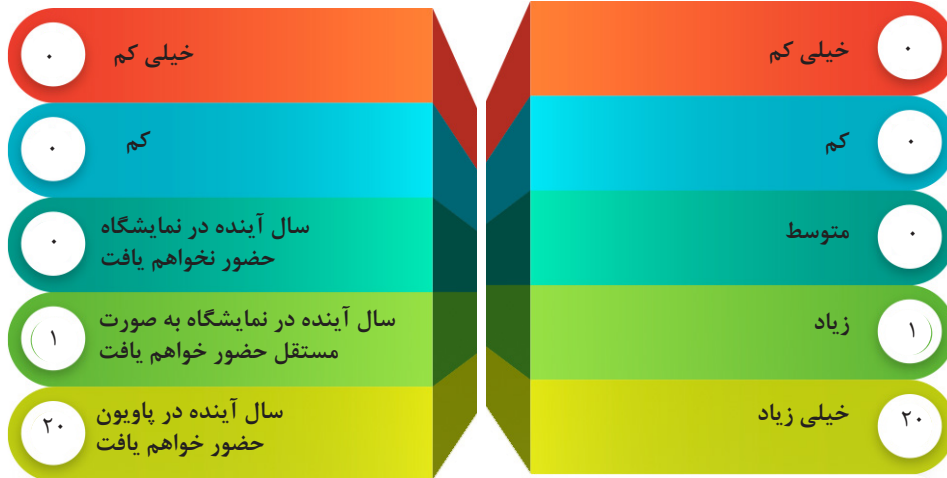 خیلی کم
۰
کم
۰
متوسط
۰
زیاد
۱
خیلی زیاد
۲۰
خیلی کم
۰
کم
۰
سال آینده در نمایشگاه
حضور نخواهم یافت
۰
سال آینده در نمایشگاه به صورت
مستقل حضور خواهم یافت
۱
سال آینده در پاویون
حضور خواهم یافت
۲۰